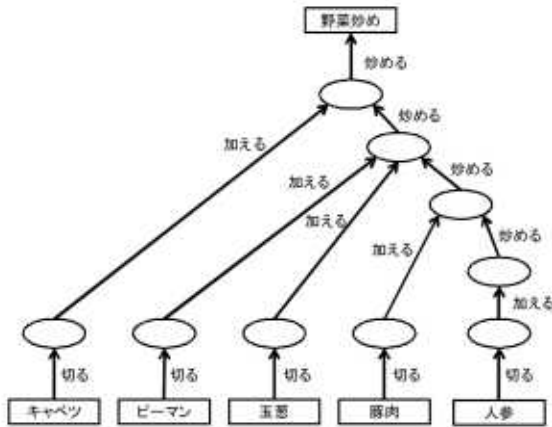 野菜炒め
炒める
炒める
加える
加える
炒める
加える
加える
炒める
加える
切る
切る
切る
切る
切る
キャベツ
ピーマン
玉葱
豚肉
人参